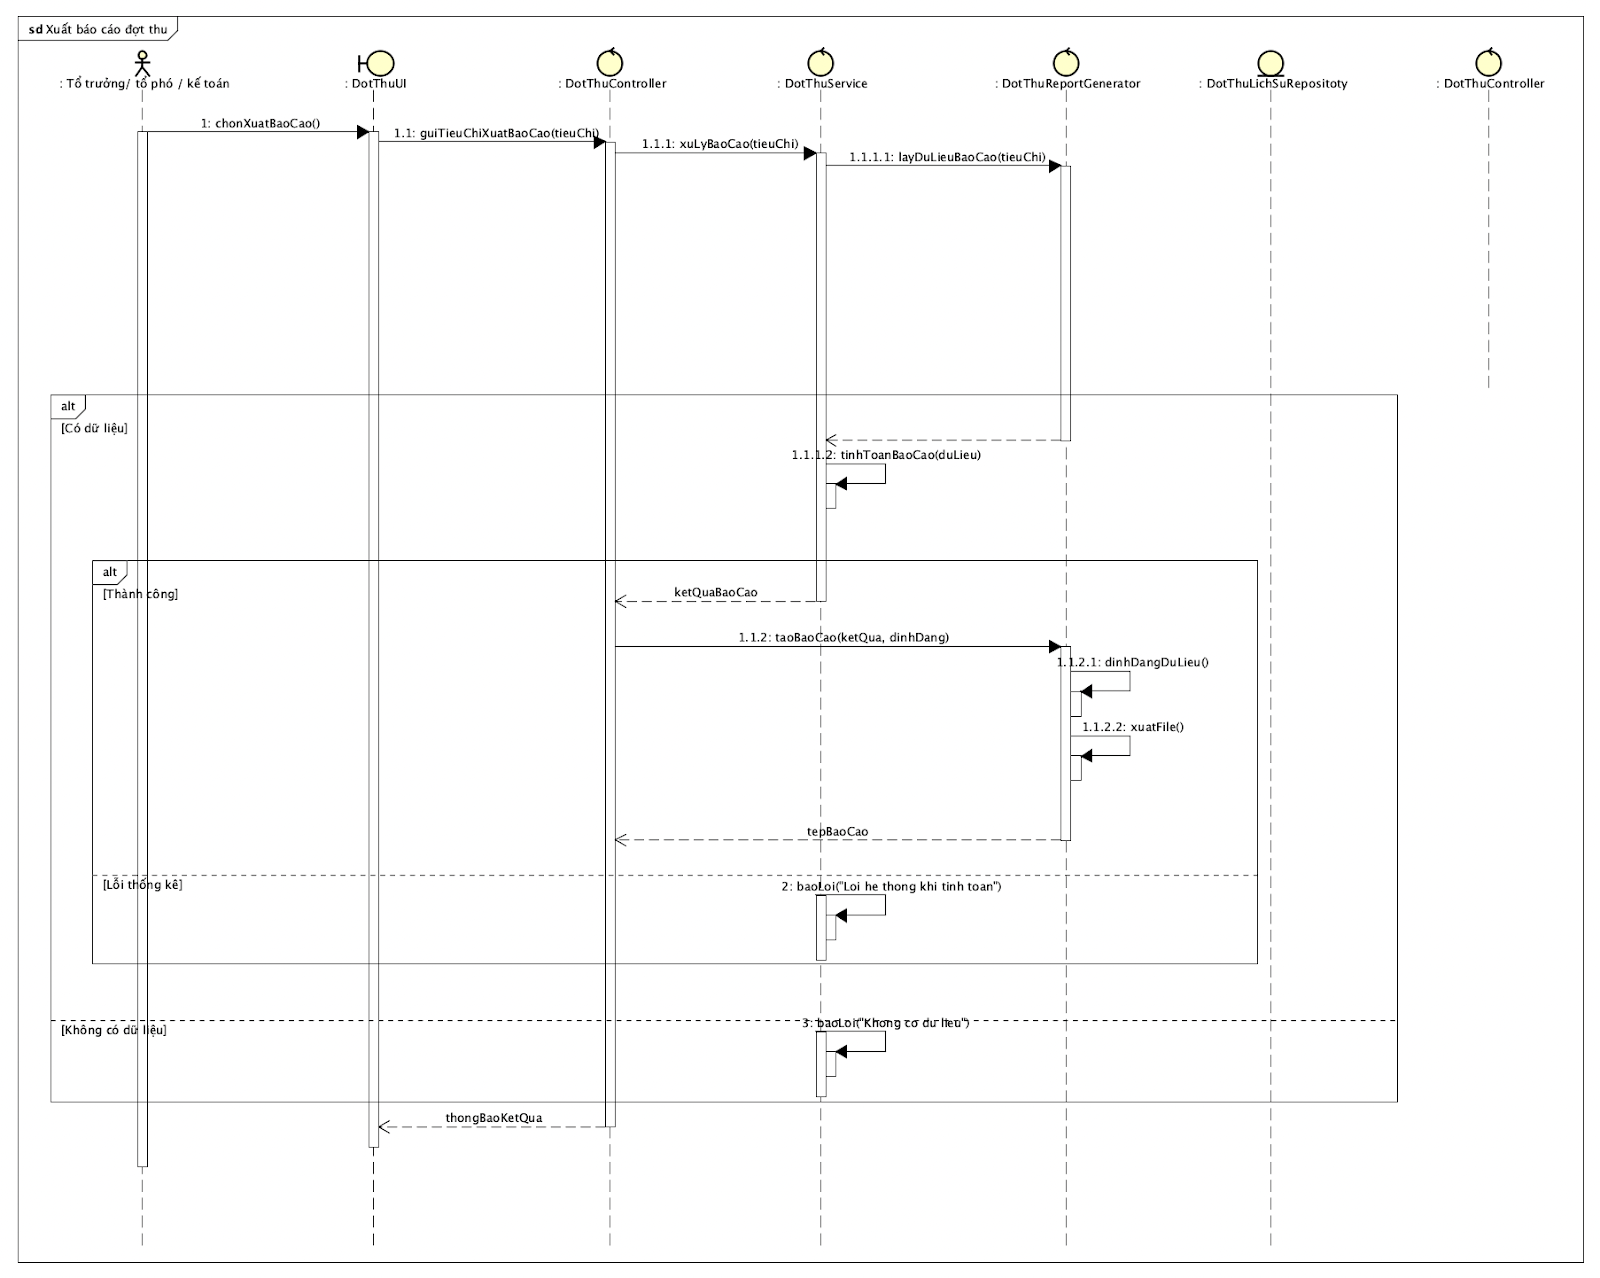 sd Xuất báo cáo đợt thu
: Tổ trưởng/ tổ phó / kế toán
: DotThuUI
: DotThuController
: DotThuService
: DotThuReportGenerator
: DotThuLichSuRepositoty
: DotThuController
1: chonXuatBaoCao()
1.1: guiTieuChiXuatBaoCao(tieuChi)
1.1.1: xuLyBaoCao(tieuChi)
1.1.1.1: layDuLieuBaoCao(tieuChi)
alt
[Có dữ liệu]
1.1.1.2: tinhToanBaoCao(duLieu)
alt
[Thành công]
ketQuaBaoCao
1.1.2: taoBaoCao(ketQua, dinhDang)
1.1.2.1: dinhDangDuLieu()
1.1.2.2: xuatFile()
tepBaoCao
[Lỗi thống kê]
2: baoLoi("Loi he thong khi tinh toan")
[Không có dữ liệu]
3: baoLoi("Khong co du lieu")
thongBaoKetQua